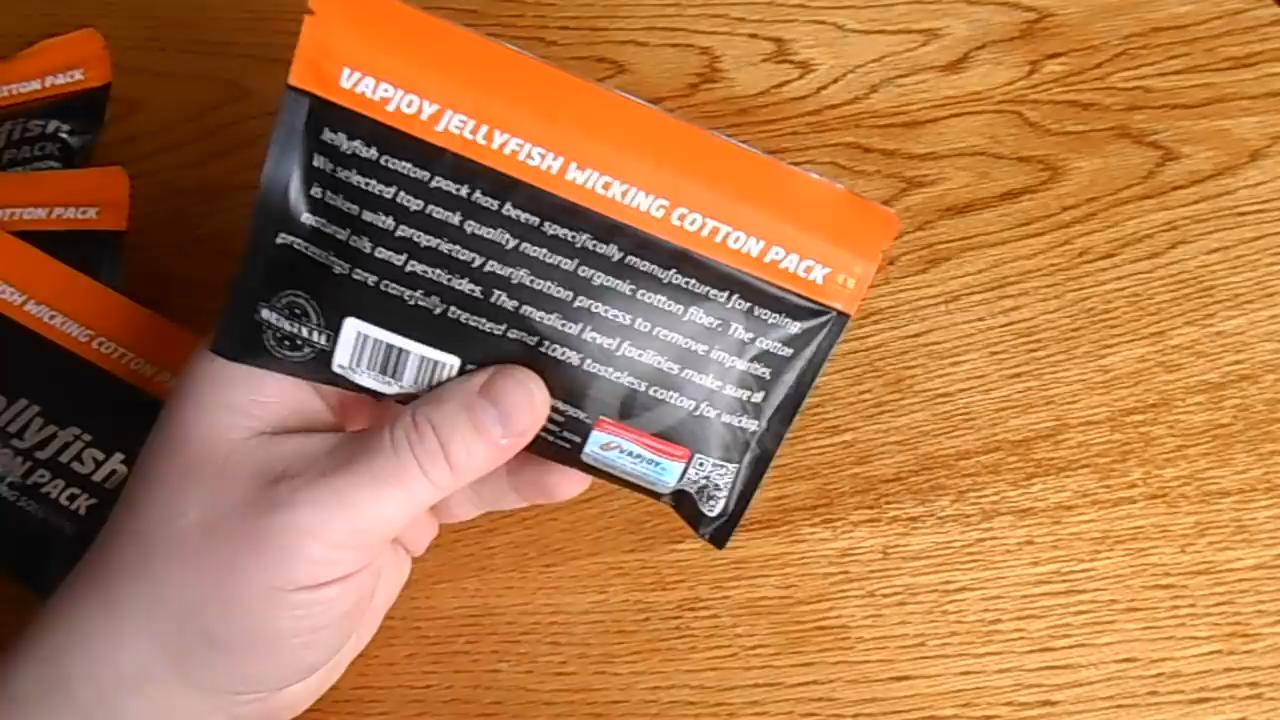 VAPJOY JELLYFISH WICKING COTTON PACK
Jellyfish cotton pack has been specifically manufactured for vaping.
We selected top rank quality natural organic cotton fiber. The cotton
is taken with proprietary purification process to remove impurities,
natural oils and pesticides. The medical level facilities make sure all
processings are carefully treated and 100% tasteless cotton for wicking.
ORIGINAL
VAPJOY
COTTON PACK
fish
PACK
COTTON PACK
FISH WICKING COTTON P
ellyfish
ON PACK